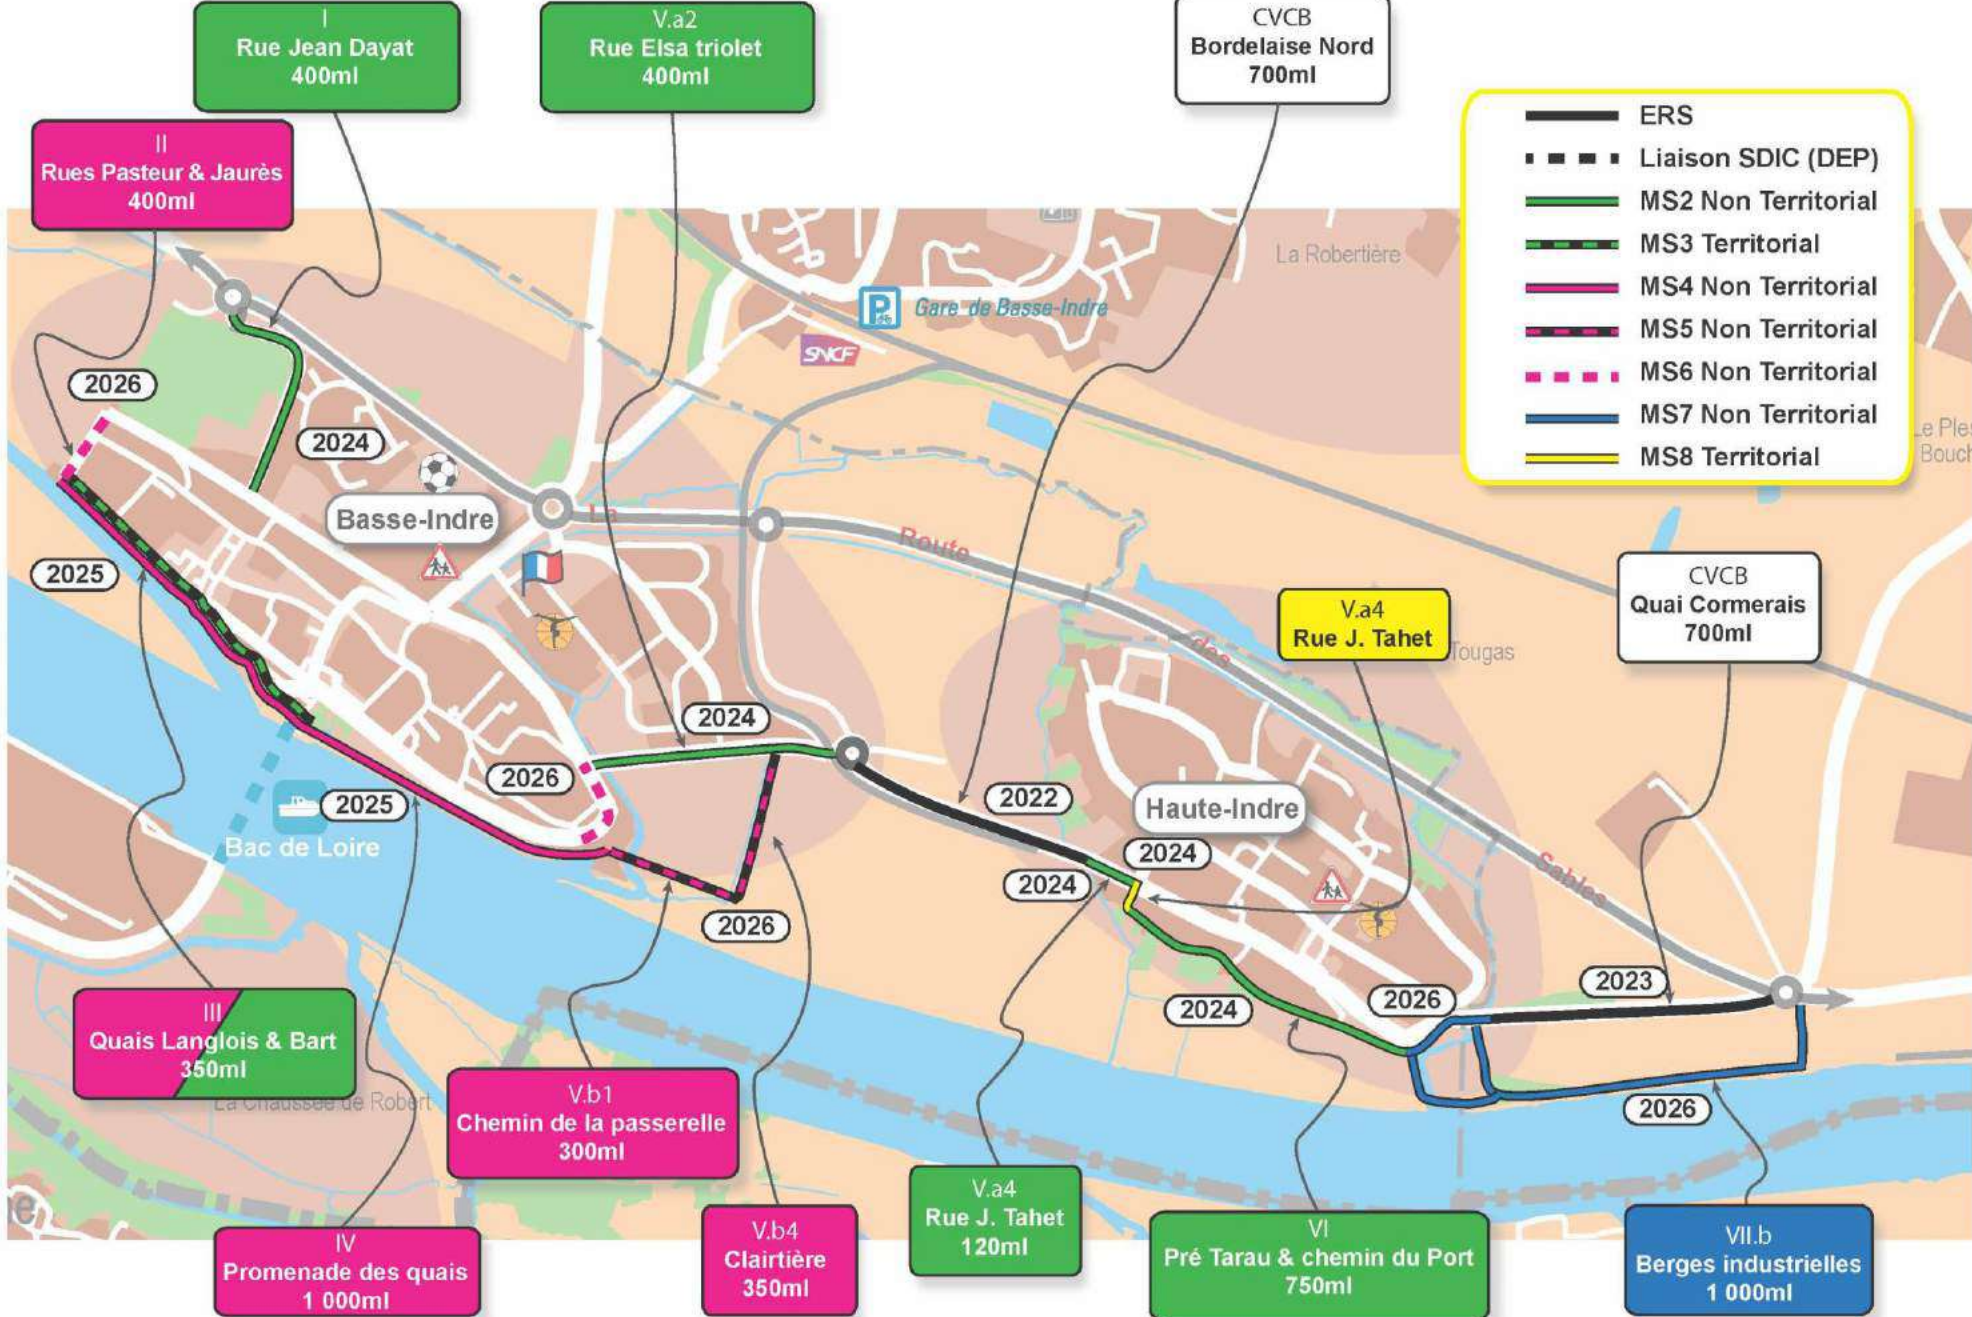 I
Rue Jean Dayat
400ml
V.a2
Rue Elsa triolet
400ml
CVCB
Bordelaise Nord
700ml
II
Rues Pasteur & Jaurès
400ml
ERS
Liaison SDIC (DEP)
MS2 Non Territorial
MS3 Territorial
MS4 Non Territorial
MS5 Non Territorial
MS6 Non Territorial
MS7 Non Territorial
MS8 Territorial
La Robertière
P
Gare de Basse-Indre
SNCF
2026
2024
Le Ples
Bouch
Basse-Indre
La
Route
des
Sables
2025
CVCB
Quai Cormerais
700ml
V.a4
Rue J. Tahet
Tougas
2024
2026
2025
Bac de Loire
2022
Haute-Indre
2024
2024
2026
2024
2026
2023
2026
III
Quais Langlois & Bart
350ml
La Chaussée de Robert
V.b1
Chemin de la passerelle
300ml
V.a4
Rue J. Tahet
120ml
V.b4
Clairtière
350ml
VI
Pré Tarau & chemin du Port
750ml
VII.b
Berges industrielles
1 000ml
IV
Promenade des quais
1 000ml
e